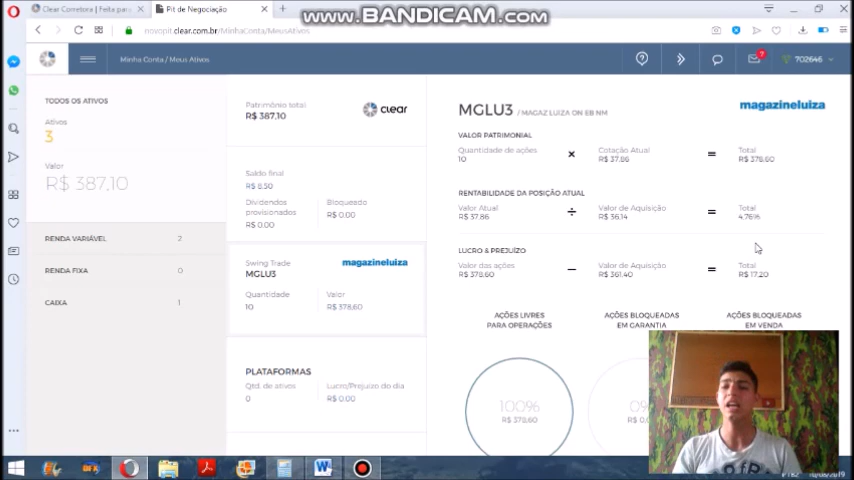 www.BANDICAM.com
Clear Corretora | Feita para
Pit de Negociação
novopit.clear.com.br/MinhaConta/MeusAtivos
Minha Conta / Meus Ativos
7
702646
TODOS OS ATIVOS
Ativos
3
Valor
R$ 387,10
RENDA VARIÁVEL 2
RENDA FIXA 0
CAIXA 1
Patrimônio total:
R$ 387,10
clear
Saldo final
R$ 8,50
Dividendos
provisionados
R$ 0,00
Bloqueado
R$ 0,00
Swing Trade
MGLU3
magazineluiza
Quantidade
10
Valor
R$ 378,60
PLATAFORMAS
Qtd. de ativos
0
Lucro/Prejuízo do dia
R$ 0,00
MGLU3 / MAGAZ LUIZA ON EB NM
magazineluiza
VALOR PATRIMONIAL
Quantidade de ações
10
×
Cotação Atual
R$ 37,86
=
Total
R$ 378,60
RENTABILIDADE DA POSIÇÃO ATUAL
Valor Atual
R$ 37,86
÷
Valor de Aquisição
R$ 36,14
=
Total
4,76%
LUCRO & PREJUÍZO
Valor das ações
R$ 378,60
–
Valor de Aquisição
R$ 361,40
=
Total
R$ 17,20
AÇÕES LIVRES
PARA OPERAÇÕES
100%
R$ 378,60
AÇÕES BLOQUEADAS
EM GARANTIA
AÇÕES BLOQUEADAS
EM VENDA